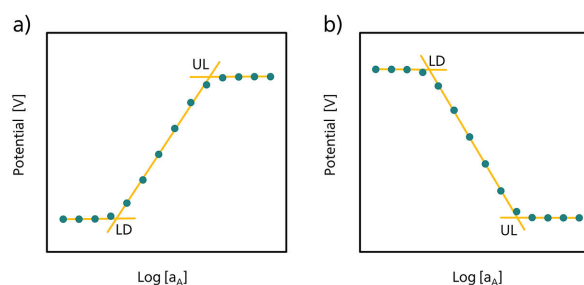 a)
UL
LD
Potential [V]
Log [aA]
b)
LD
UL
Potential [V]
Log [aA]